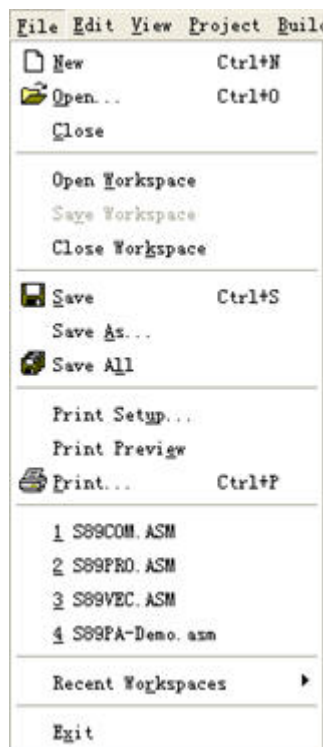 File Edit View Project Buil
New Ctrl+N
Open... Ctrl+O
Close
Open Workspace
Save Workspace
Close Workspace
Save Ctrl+S
Save As...
Save All
Print Setup...
Print Preview
Print... Ctrl+P
1 S89COM.ASM
2 S89PRO.ASM
3 S89VEC.ASM
4 S89PA-Demo.asm
Recent Workspaces
Exit